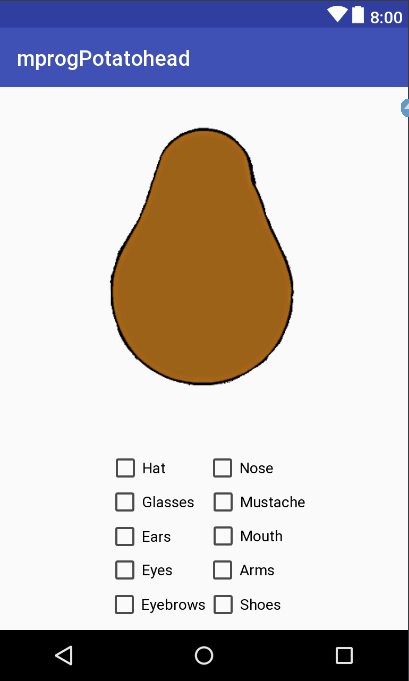 8:00
mprogPotatohead
Hat Nose
Glasses Mustache
Ears Mouth
Eyes Arms
Eyebrows Shoes